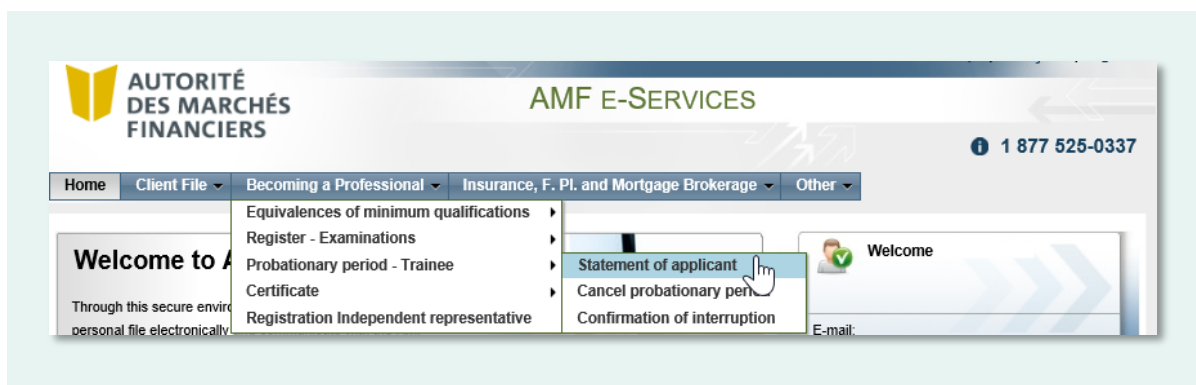 AUTORITÉ
DES MARCHÉS
FINANCIERS
AMF E-SERVICES
1 877 525-0337
Home Client File Becoming a Professional Insurance, F. Pl. and Mortgage Brokerage Other
Equivalences of minimum qualifications
Register - Examinations
Probationary period - Trainee
Certificate
Registration Independent representative
Statement of applicant
Cancel probationary
Confirmation of interruption
Welcome to
Through this secure
personal file electronically
Welcome
E-mail: